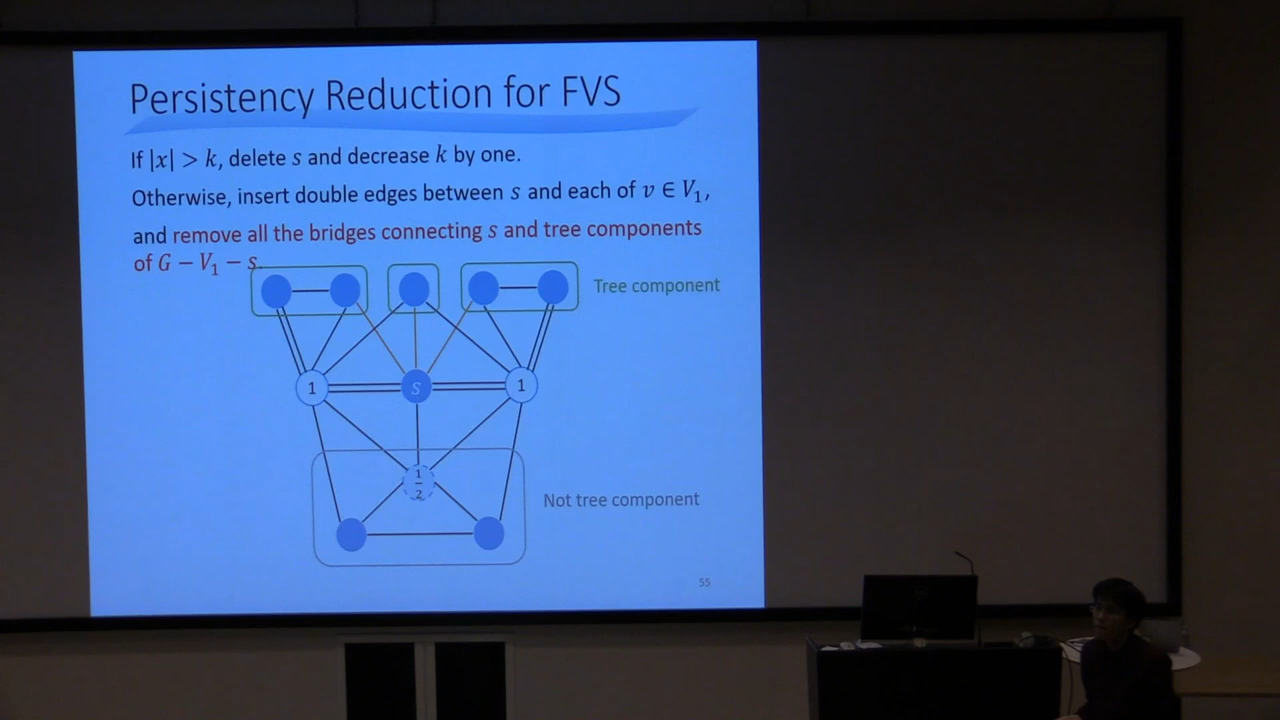 Persistency Reduction for FVS
If |x| > k, delete s and decrease k by one.
Otherwise, insert double edges between s and each of v ∈ V₁,
and remove all the bridges connecting s and tree components
of G − V₁ − s.
Tree component
1
S
1
1/2
Not tree component
55